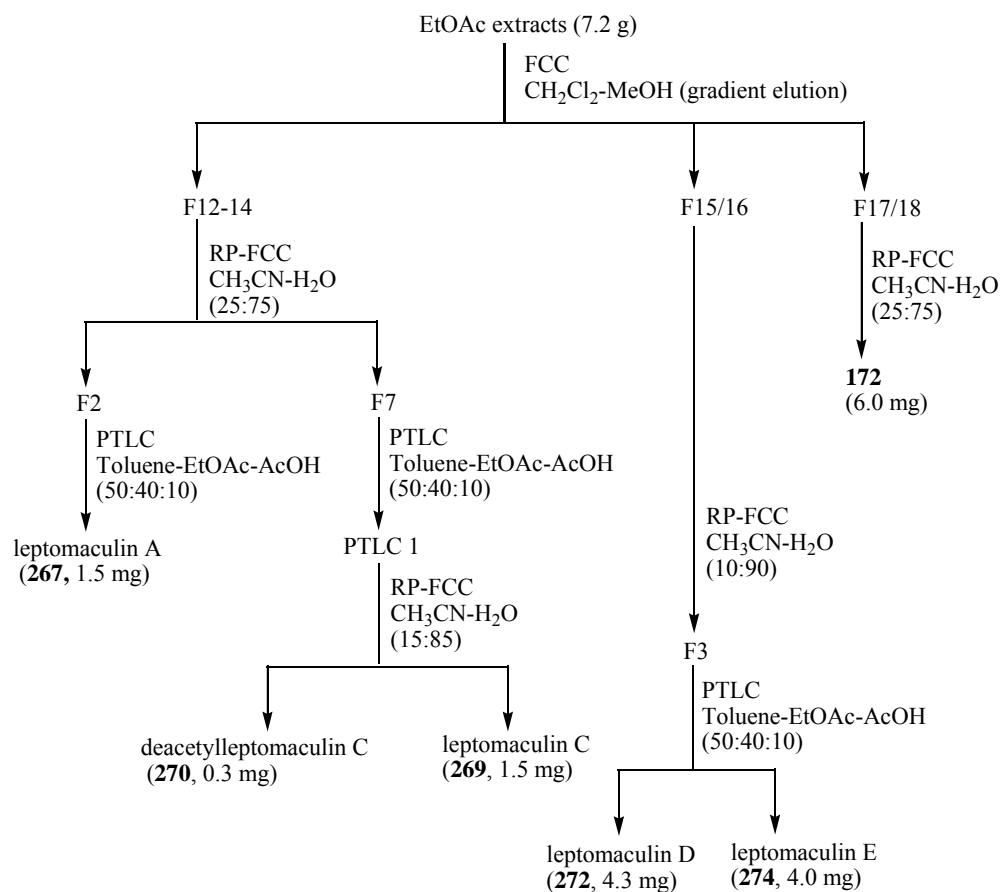 EtOAc extracts (7.2 g)
FCC
CH₂Cl₂-MeOH (gradient elution)
F12-14
F15/16
F17/18
RP-FCC
CH₃CN-H₂O
(25:75)
RP-FCC
CH₃CN-H₂O
(25:75)
F2
F7
172
(6.0 mg)
PTLC
Toluene-EtOAc-AcOH
(50:40:10)
PTLC
Toluene-EtOAc-AcOH
(50:40:10)
RP-FCC
CH₃CN-H₂O
(10:90)
leptomaculin A
(267, 1.5 mg)
PTLC 1
RP-FCC
CH₃CN-H₂O
(15:85)
F3
PTLC
Toluene-EtOAc-AcOH
(50:40:10)
deacetylleptomaculin C
(270, 0.3 mg)
leptomaculin C
(269, 1.5 mg)
leptomaculin D
(272, 4.3 mg)
leptomaculin E
(274, 4.0 mg)